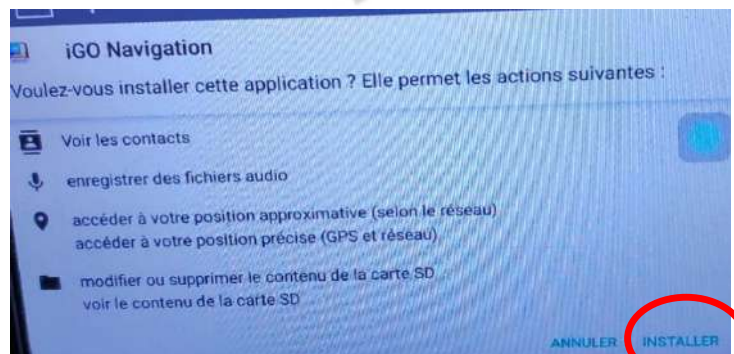 iGO Navigation
Voulez-vous installer cette application ? Elle permet les actions suivantes :
Voir les contacts
enregistrer des fichiers audio
accéder à votre position approximative (selon le réseau)
accéder à votre position précise (GPS et réseau)
modifier ou supprimer le contenu de la carte SD
voir le contenu de la carte SD
ANNULER INSTALLER